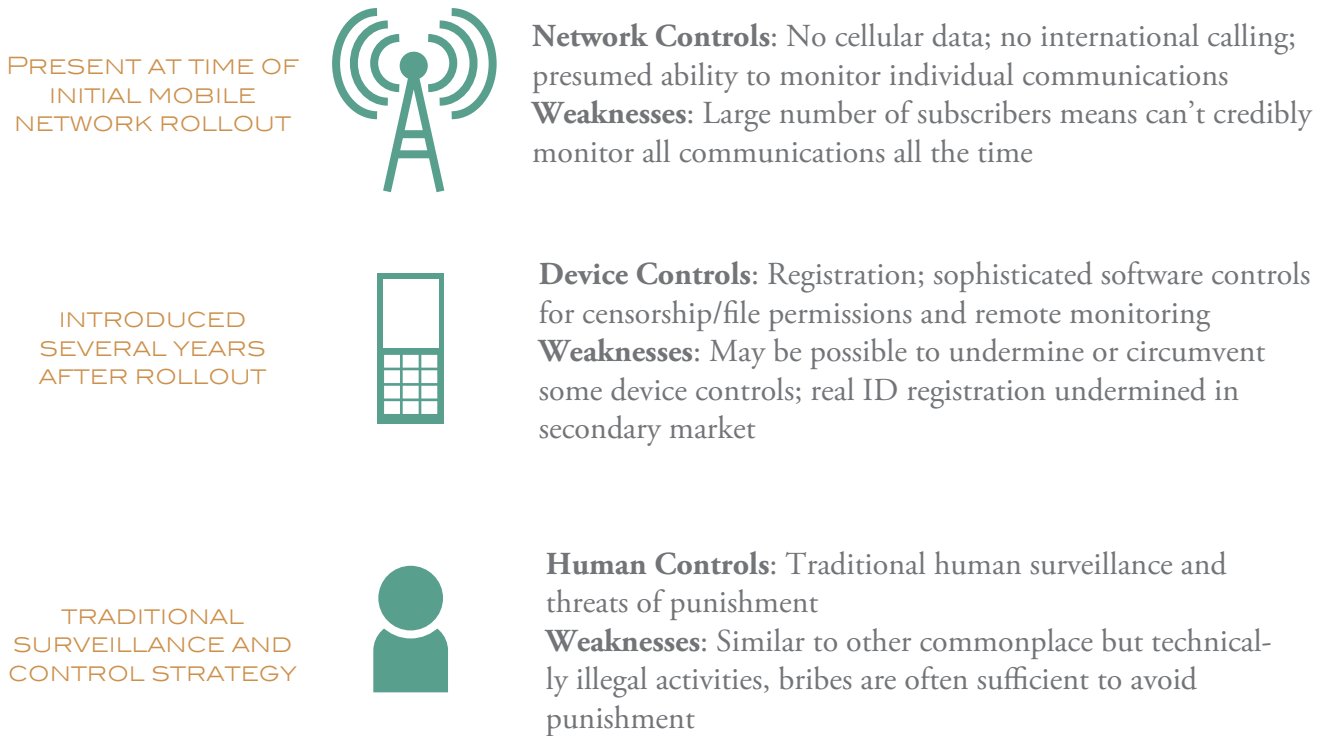 PRESENT AT TIME OF
INITIAL MOBILE
NETWORK ROLLOUT
Network Controls: No cellular data; no international calling;
presumed ability to monitor individual communications
Weaknesses: Large number of subscribers means can’t credibly
monitor all communications all the time
INTRODUCED
SEVERAL YEARS
AFTER ROLLOUT
Device Controls: Registration; sophisticated software controls
for censorship/file permissions and remote monitoring
Weaknesses: May be possible to undermine or circumvent
some device controls; real ID registration undermined in
secondary market
TRADITIONAL
SURVEILLANCE AND
CONTROL STRATEGY
Human Controls: Traditional human surveillance and
threats of punishment
Weaknesses: Similar to other commonplace but technical-
ly illegal activities, bribes are often sufficient to avoid
punishment